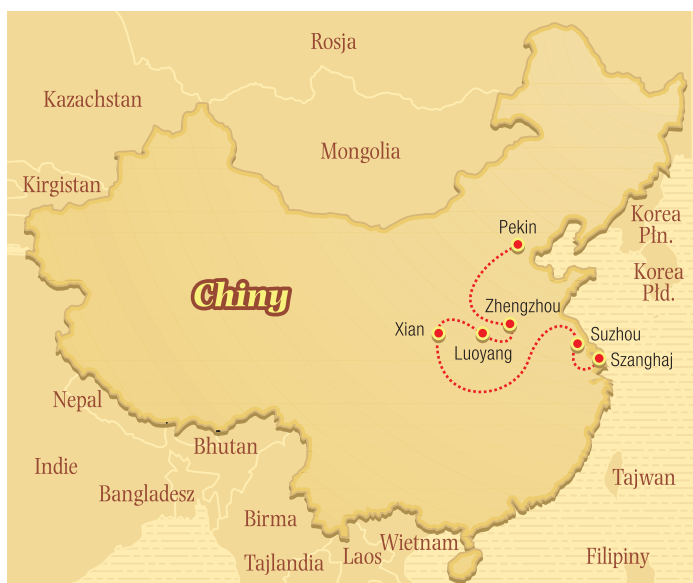 Rosja
Kazachstan
Mongolia
Kirgistan
Korea
Płn.
Pekin
Korea
Płd.
Chiny
Zhengzhou
Xian
Suzhou
Luoyang
Szanghaj
Nepal
Bhutan
Indie
Tajwan
Bangladesz
Birma
Wietnam
Laos
Filipiny
Tajlandia